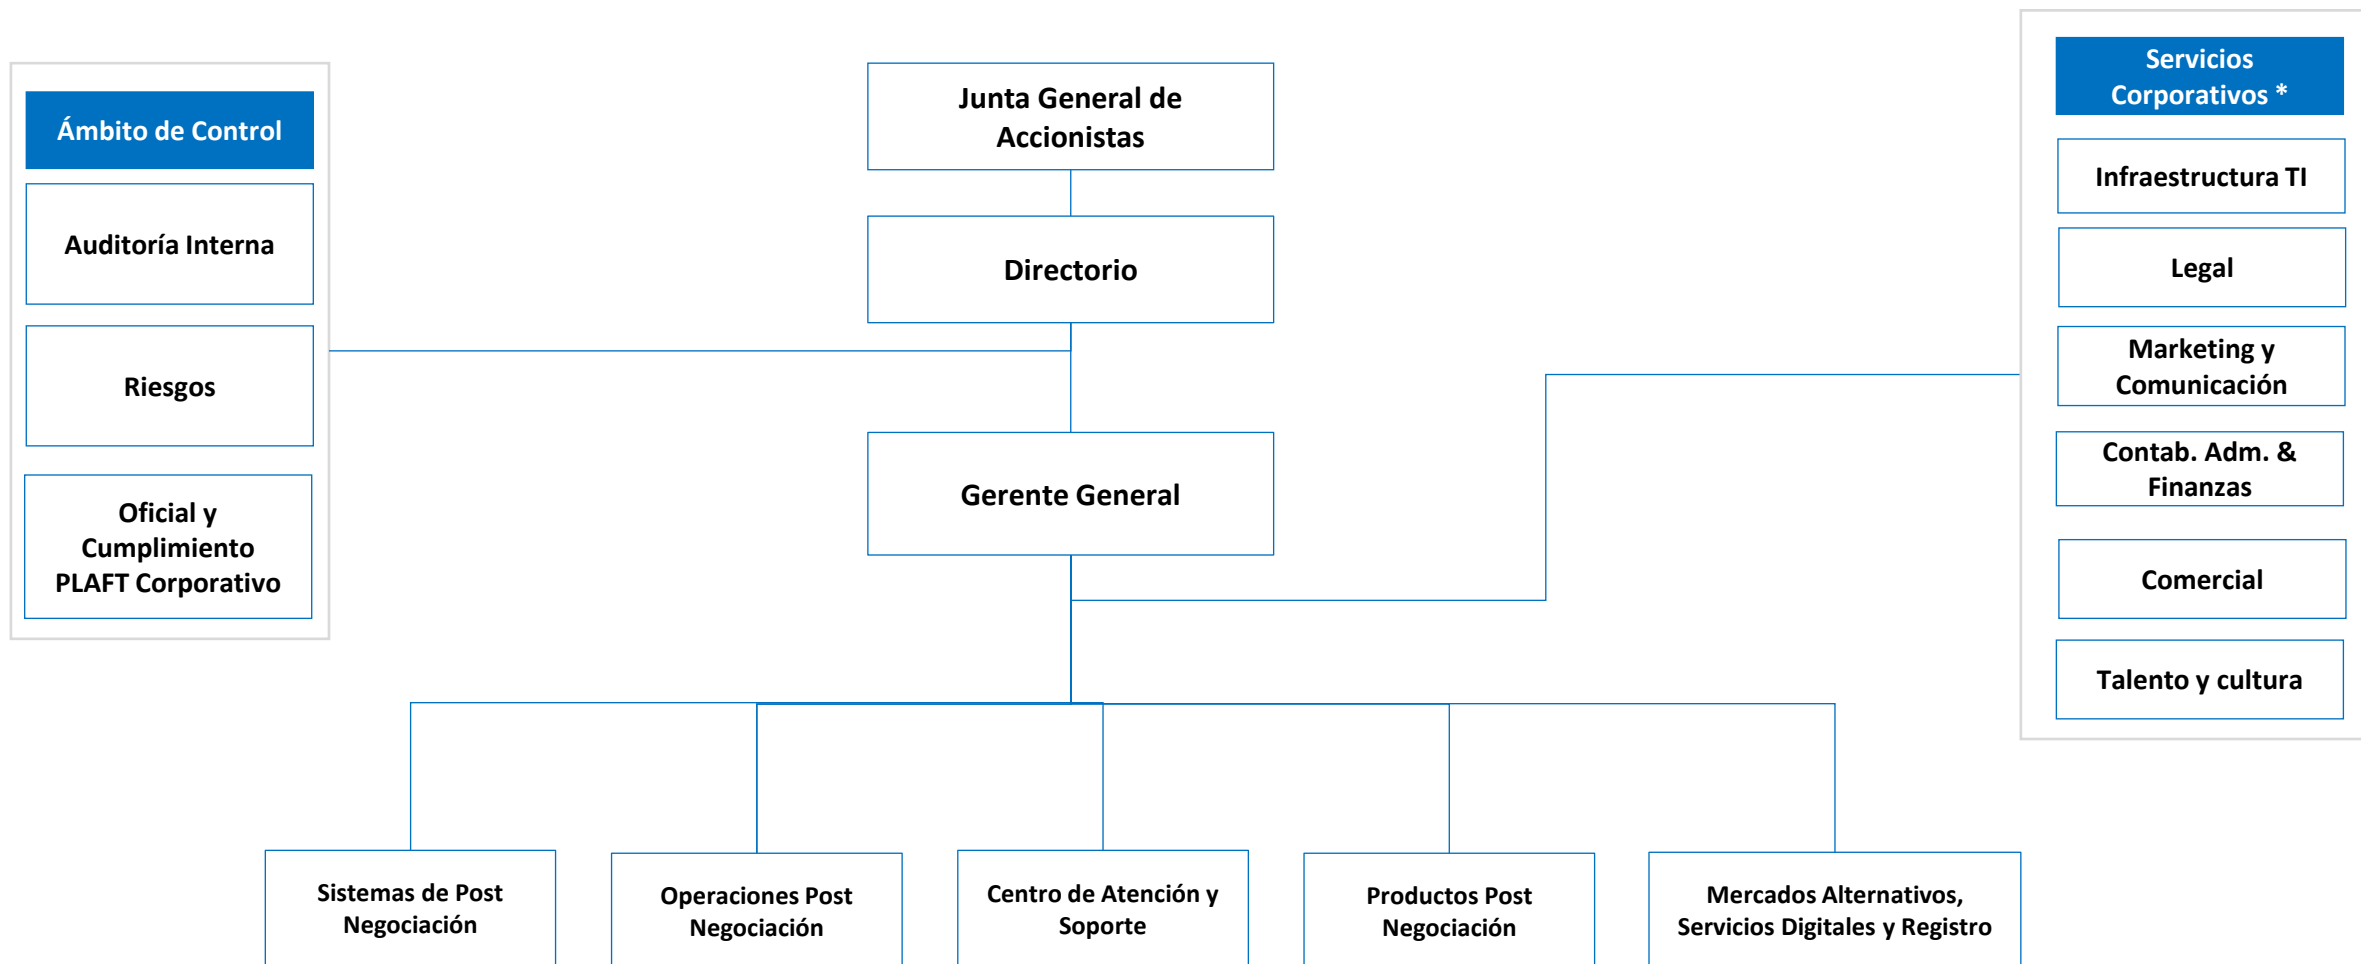 Ámbito de Control
Auditoría Interna
Riesgos
Oficial y
Cumplimiento
PLAFT Corporativo
Junta General de
Accionistas
Directorio
Gerente General
Servicios
Corporativos *
Infraestructura TI
Legal
Marketing y
Comunicación
Contab. Adm. &
Finanzas
Comercial
Talento y cultura
Sistemas de Post
Negociación
Operaciones Post
Negociación
Centro de Atención y
Soporte
Productos Post
Negociación
Mercados Alternativos,
Servicios Digitales y Registro